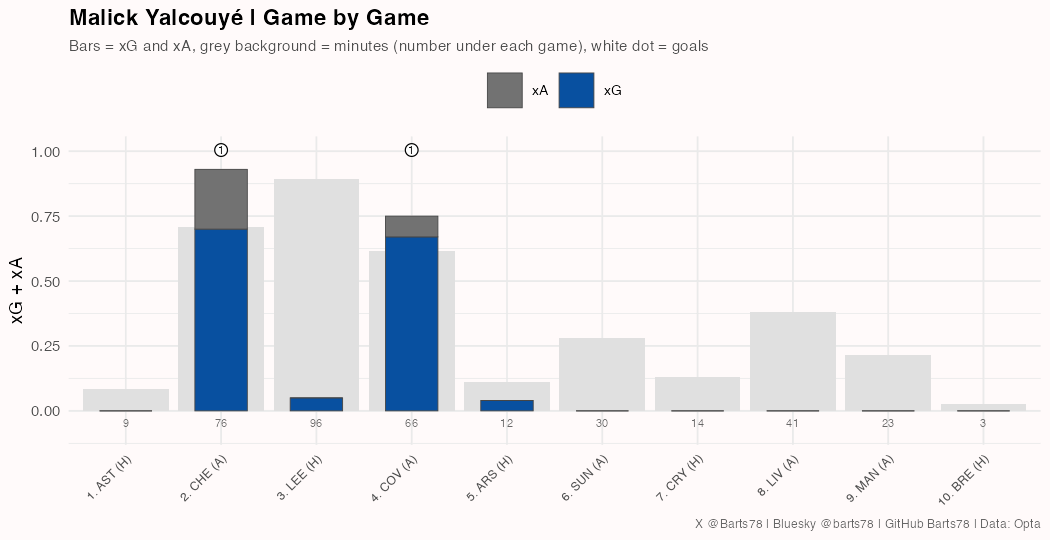 Malick Yalcouyé | Game by Game
Bars = xG and xA, grey background = minutes (number under each game), white dot = goals
xA xG
xG + xA
1.00
0.75
0.50
0.25
0.00
1 1
9 76 96 66 12 30 14 41 23 3
1. AST (H) 2. CHE (A) 3. LEE (H) 4. COV (A) 5. ARS (H) 6. SUN (A) 7. CRY (H) 8. LIV (A) 9. MAN (A) 10. BRE (H)
X @Barts78 | Bluesky @barts78 | GitHub Barts78 | Data: Opta